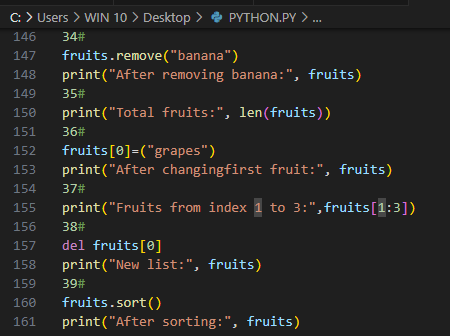 C: > Users > WIN 10 > Desktop > PYTHON.PY > ...
146 34#
147 fruits.remove("banana")
148 print("After removing banana:", fruits)
149 35#
150 print("Total fruits:", len(fruits))
151 36#
152 fruits[0]=("grapes")
153 print("After changingfirst fruit:", fruits)
154 37#
155 print("Fruits from index 1 to 3:",fruits[1:3])
156 38#
157 del fruits[0]
158 print("New list:", fruits)
159 39#
160 fruits.sort()
161 print("After sorting:", fruits)